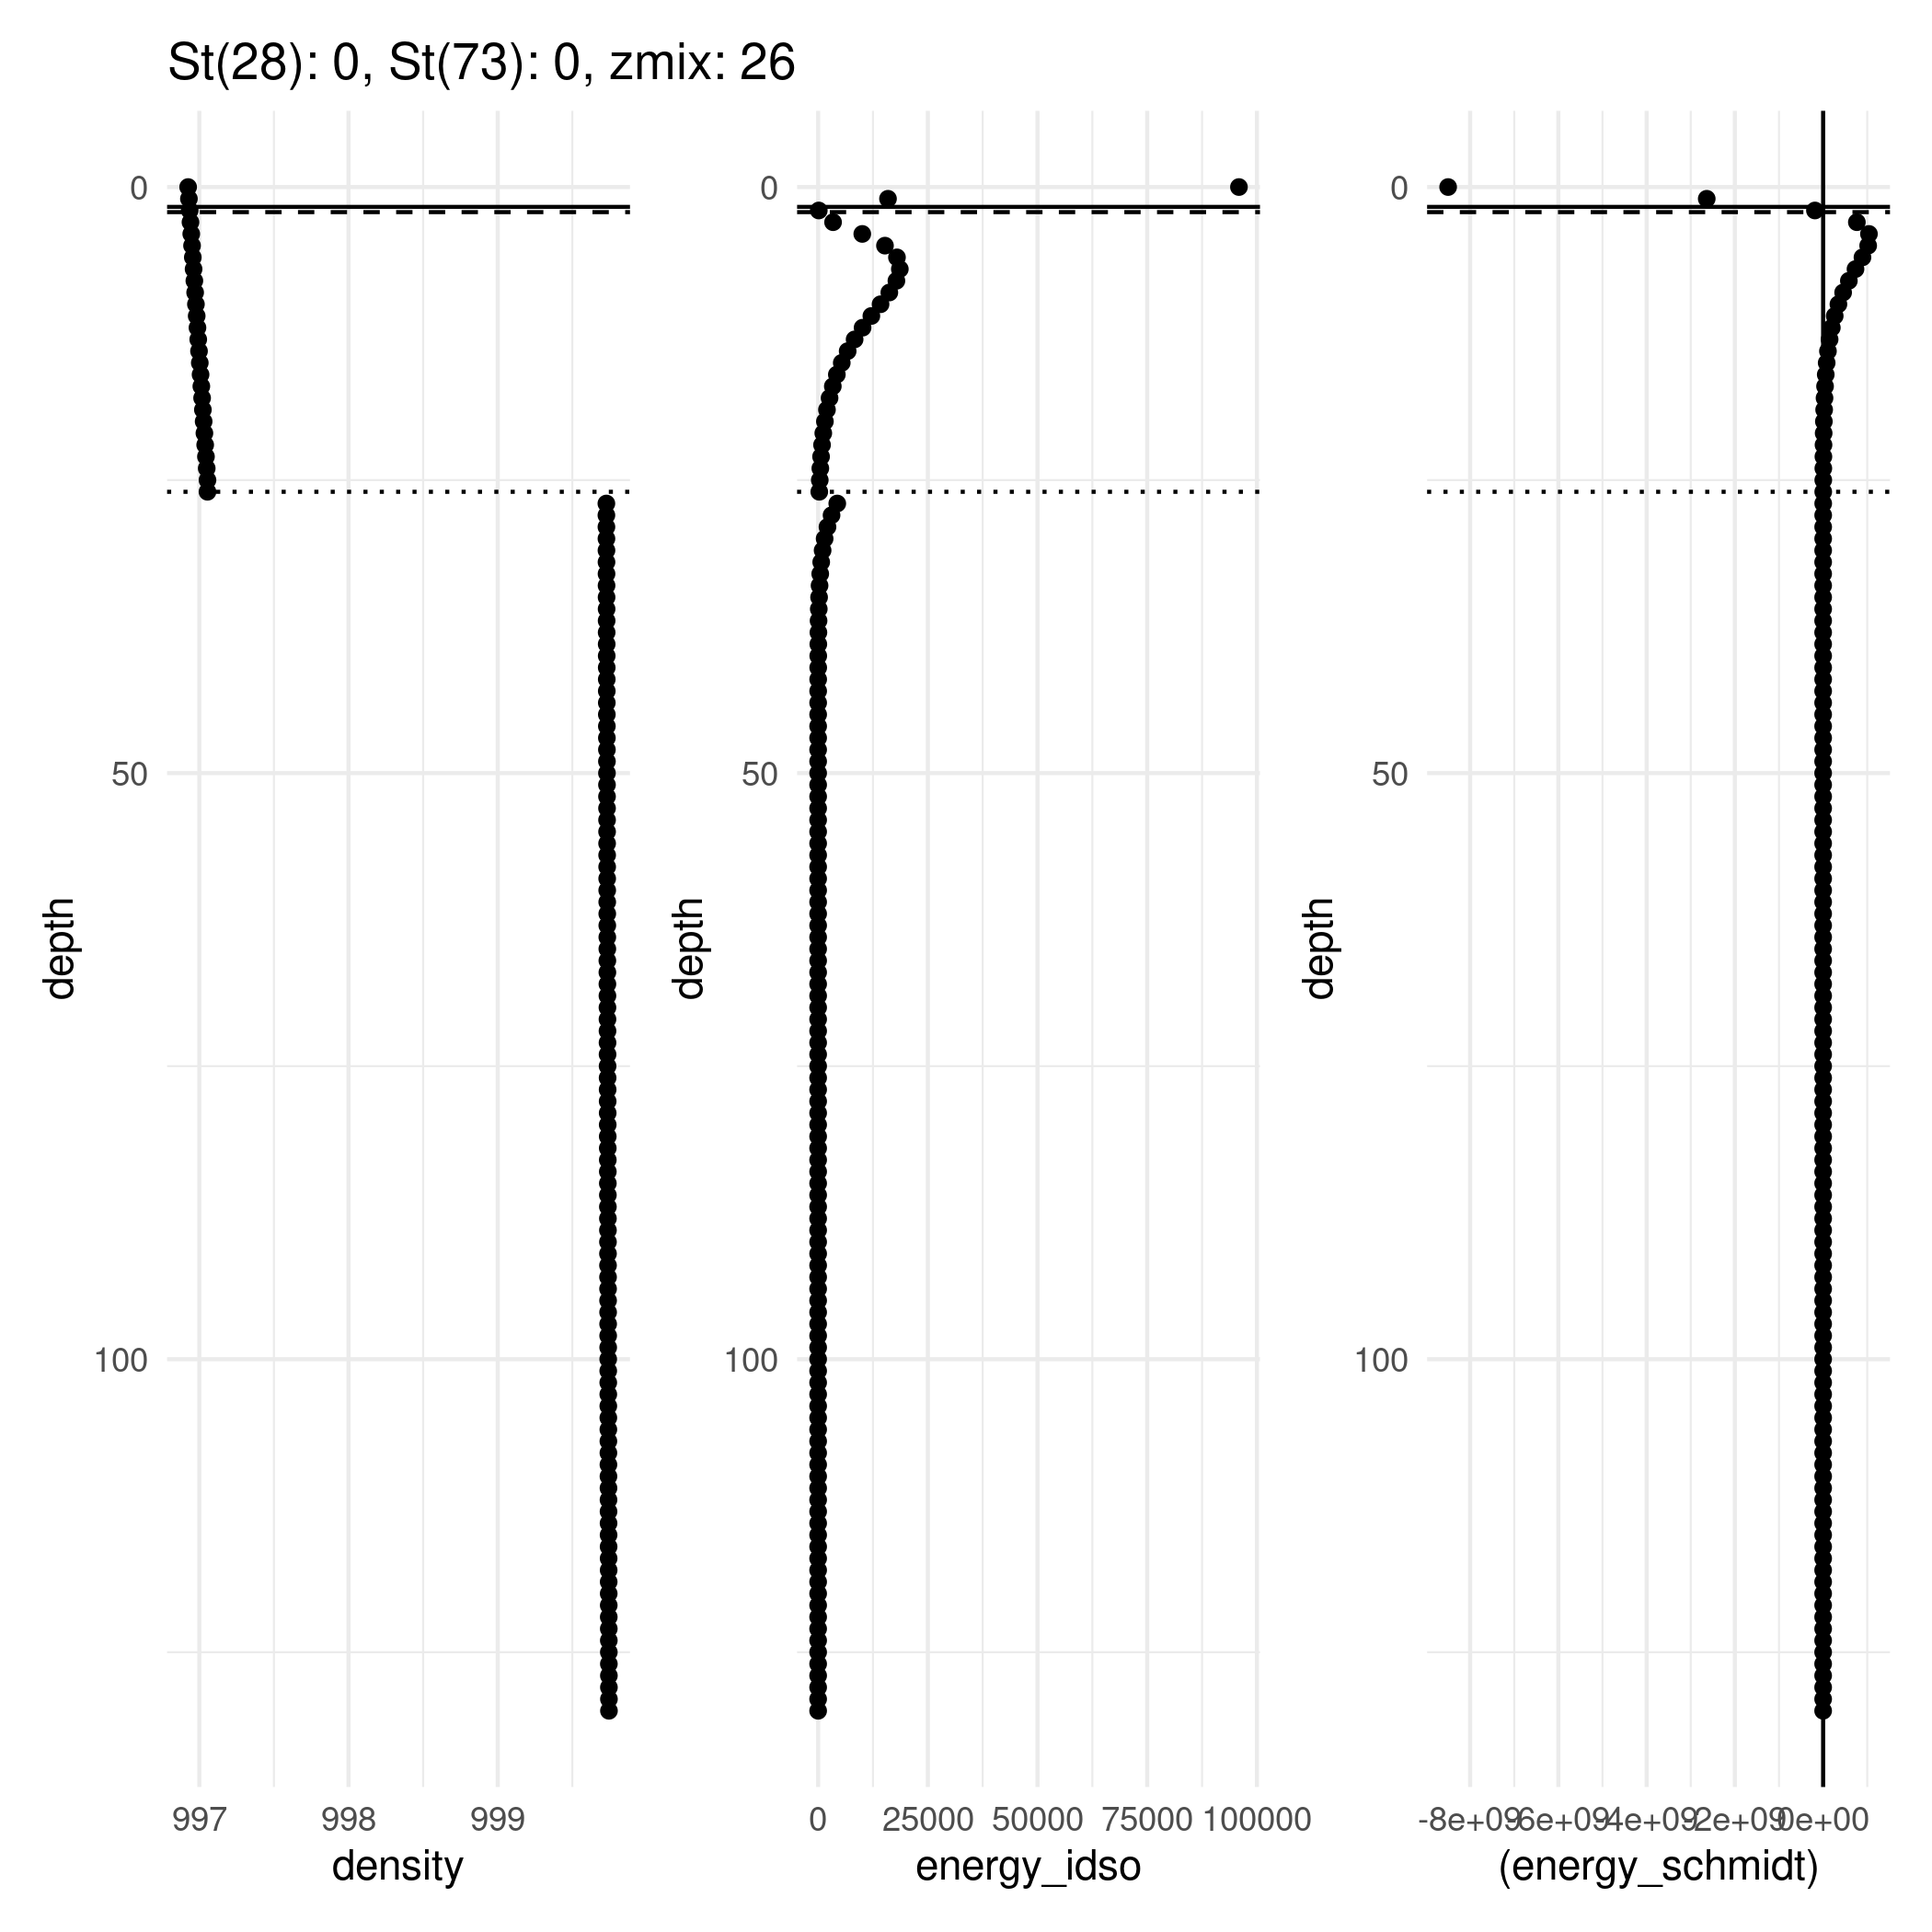 St(28): 0, St(73): 0, zmix: 26
0
50
100
depth
997 998 999
density
0
50
100
depth
0 25000 50000 75000 100000
energy_idso
0
50
100
depth
-8e+09 -6e+09 -4e+09 -2e+09 0e+00
(energy_schmidt)